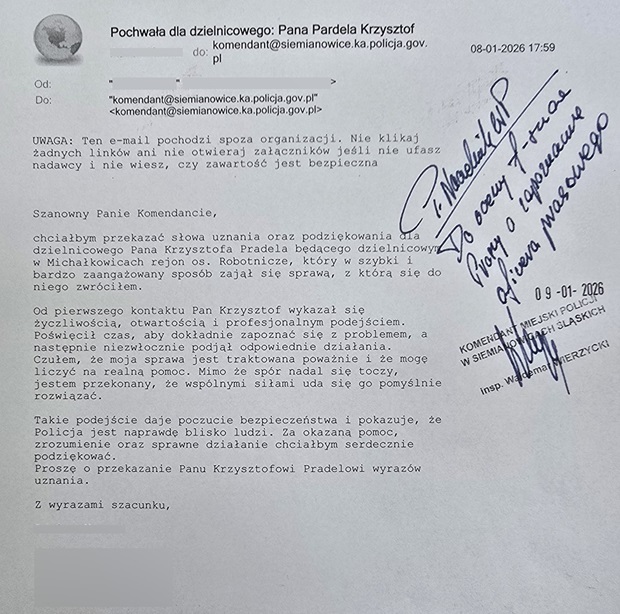 Pochwała dla dzielnicowego: Pana Pardela Krzysztof
do: komendant@siemianowice.ka.policja.gov.
pl
08-01-2026 17:59
Od: " " >
Do: "komendant@siemianowice.ka.policja.gov.pl"
<komendant@siemianowice.ka.policja.gov.pl>
UWAGA: Ten e-mail pochodzi spoza organizacji. Nie klikaj
żadnych linków ani nie otwieraj załączników jeśli nie ufasz
nadawcy i nie wiesz, czy zawartość jest bezpieczna
Szanowny Panie Komendancie,
chciałbym przekazać słowa uznania oraz podziękowania dla
dzielnicowego Pana Krzysztofa Pradela będącego dzielnicowym
w Michałkowicach rejon os. Robotnicze, który w szybki i
bardzo zaangażowany sposób zajął się sprawą, z którą się do
niego zwróciłem.
Od pierwszego kontaktu Pan Krzysztof wykazał się
życzliwością, otwartością i profesjonalnym podejściem.
Poświęcił czas, aby dokładnie zapoznać się z problemem, a
następnie niezwłocznie podjął odpowiednie działania.
Czułem, że moja sprawa jest traktowana poważnie i że mogę
liczyć na realną pomoc. Mimo że spór nadal się toczy,
jestem przekonany, że wspólnymi siłami uda się go pomyślnie
rozwiązać.
Takie podejście daje poczucie bezpieczeństwa i pokazuje, że
Policja jest naprawdę blisko ludzi. Za okazaną pomoc,
zrozumienie oraz sprawne działanie chciałbym serdecznie
podziękować.
Proszę o przekazanie Panu Krzysztofowi Pradelowi wyrazów
uznania.
Z wyrazami szacunku,
P. Naczelnik WP
Do oceny
Proszę o zapoznanie
oficera prasowego
09-01-2026
KOMENDANT MIEJSKI POLICJI
W SIEMIANOWICACH ŚLĄSKICH
Insp. Waldemar WIERZYCKI